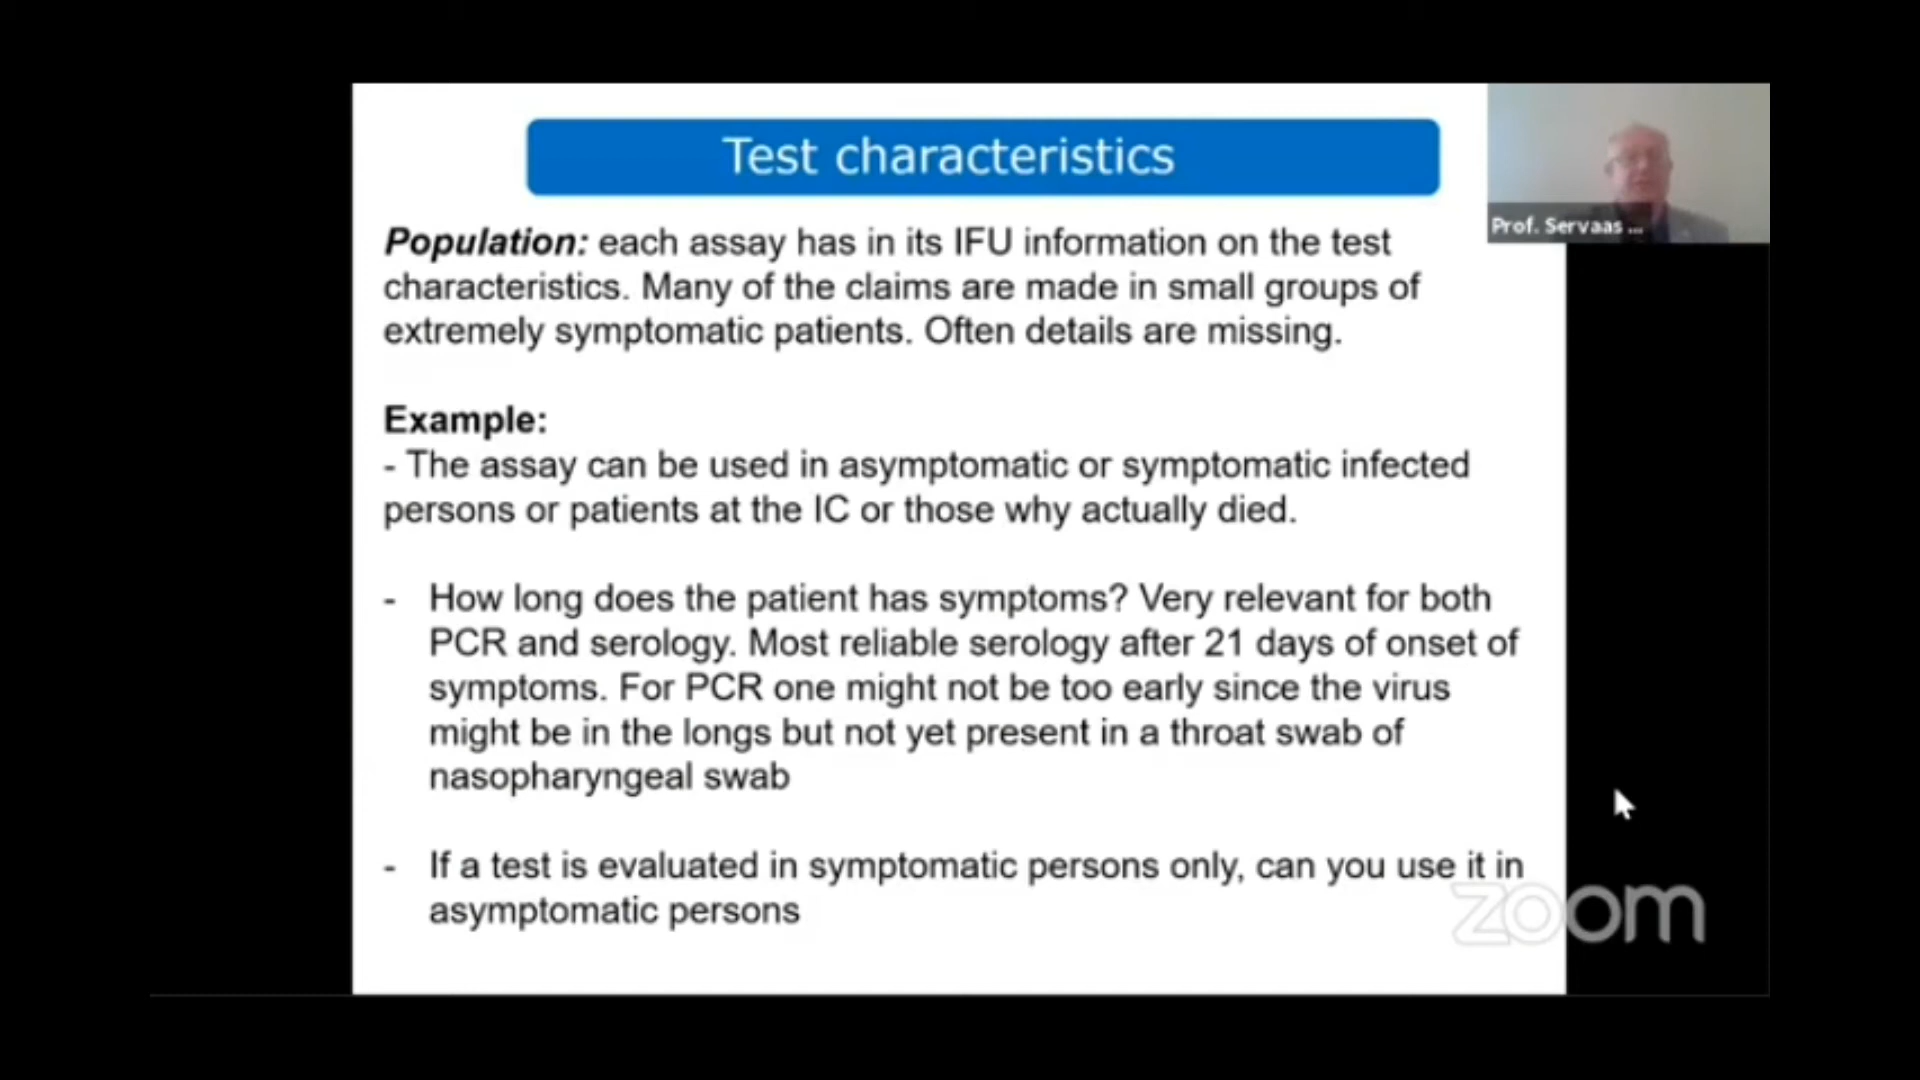 Test characteristics
Prof. Servaas ...
Population: each assay has in its IFU information on the test
characteristics. Many of the claims are made in small groups of
extremely symptomatic patients. Often details are missing.
Example:
- The assay can be used in asymptomatic or symptomatic infected
persons or patients at the IC or those why actually died.
- How long does the patient has symptoms? Very relevant for both
PCR and serology. Most reliable serology after 21 days of onset of
symptoms. For PCR one might not be too early since the virus
might be in the longs but not yet present in a throat swab of
nasopharyngeal swab
- If a test is evaluated in symptomatic persons only, can you use it in
asymptomatic persons
zoom